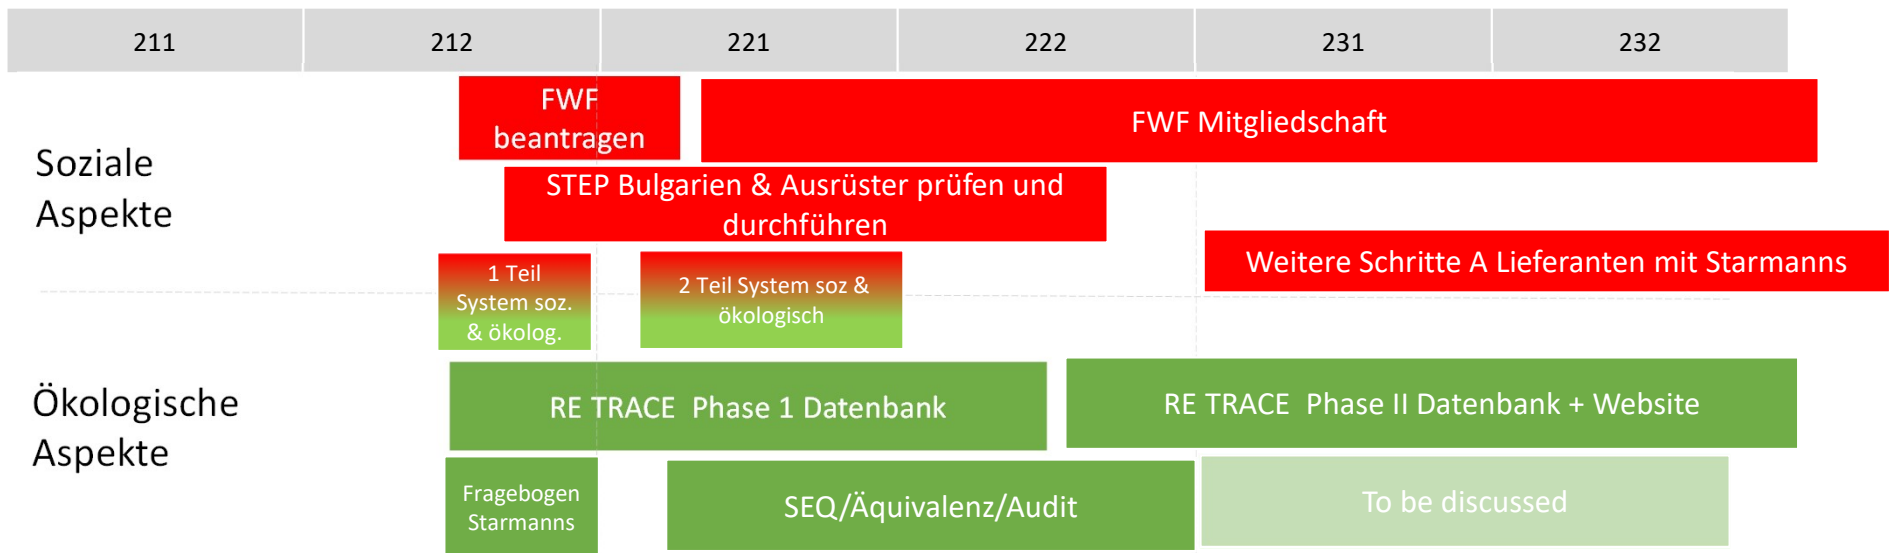 211 212 221 222 231 232
Soziale
Aspekte
FWF
beantragen
FWF Mitgliedschaft
STEP Bulgarien & Ausrüster prüfen und
durchführen
1 Teil
System soz.
& ökolog.
2 Teil System soz &
ökologisch
Weitere Schritte A Lieferanten mit Starmanns
Ökologische
Aspekte
RE TRACE Phase 1 Datenbank
RE TRACE Phase II Datenbank + Website
Fragebogen
Starmanns
SEQ/Äquivalenz/Audit
To be discussed